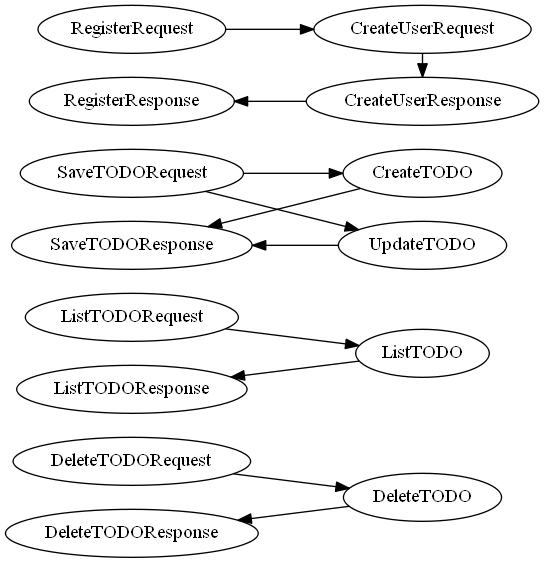 RegisterRequest
CreateUserRequest
RegisterResponse
CreateUserResponse
SaveTODORequest
CreateTODO
SaveTODOResponse
UpdateTODO
ListTODORequest
ListTODO
ListTODOResponse
DeleteTODORequest
DeleteTODO
DeleteTODOResponse